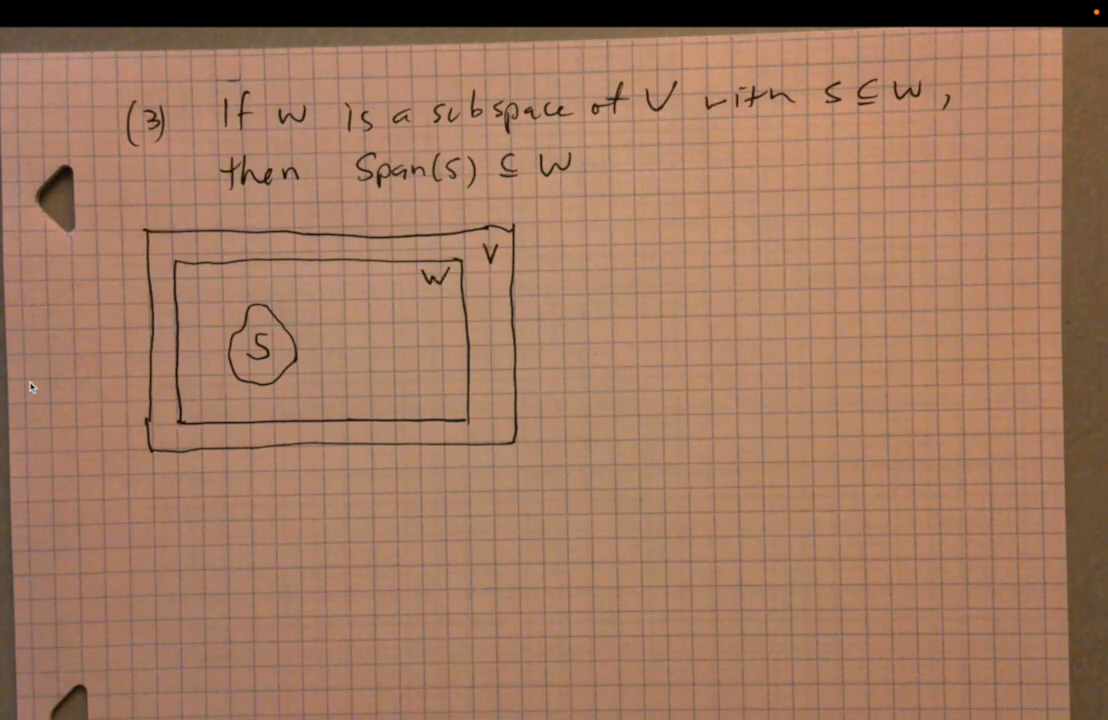 (3) If W is a subspace of V with S ⊆ W,
then Span(S) ⊆ W
V
W
S